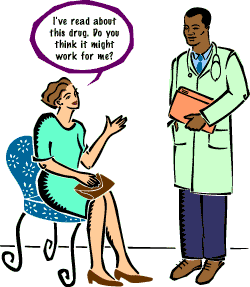 I've read about
this drug. Do you
think it might
work for me?